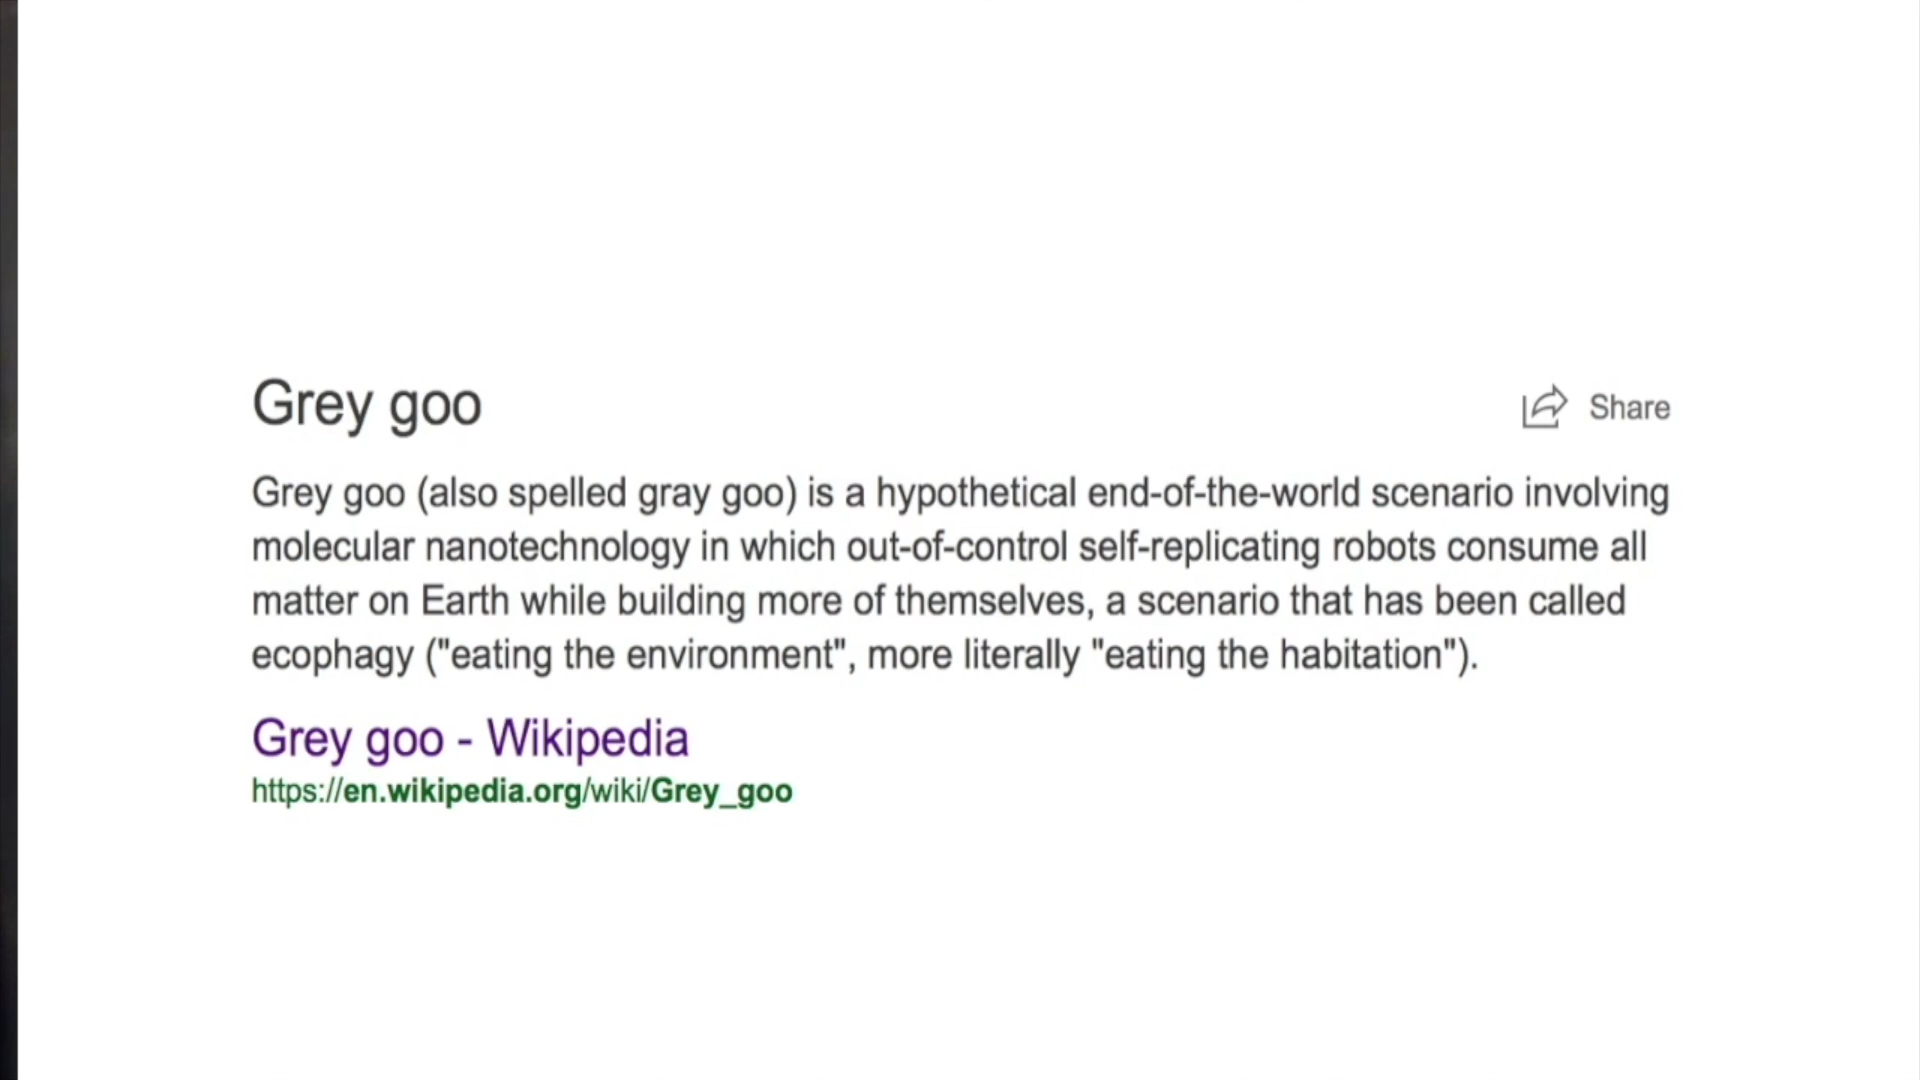 Grey goo
Share
Grey goo (also spelled gray goo) is a hypothetical end-of-the-world scenario involving
molecular nanotechnology in which out-of-control self-replicating robots consume all
matter on Earth while building more of themselves, a scenario that has been called
ecophagy ("eating the environment", more literally "eating the habitation").
Grey goo - Wikipedia
https://en.wikipedia.org/wiki/Grey_goo